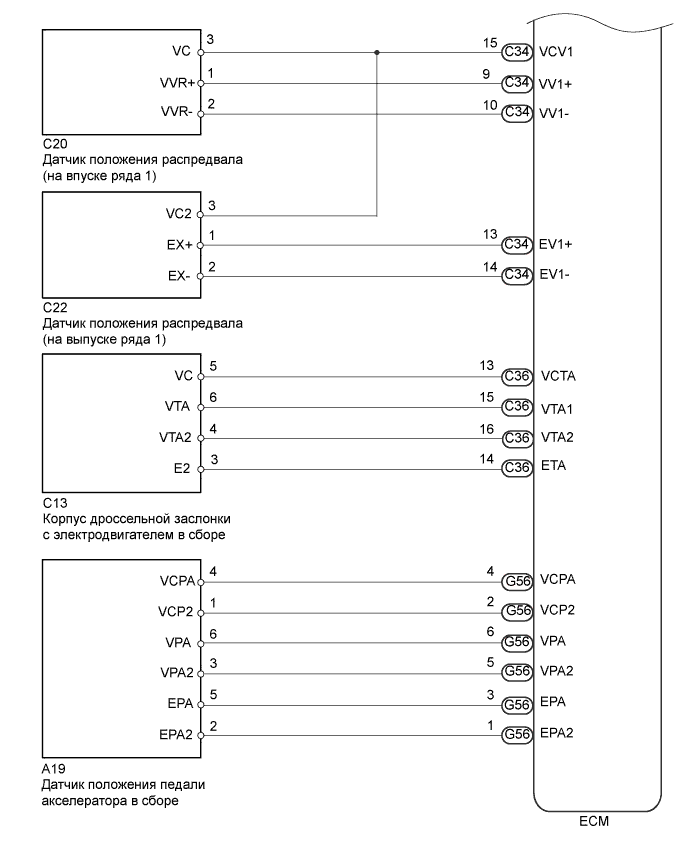 VC 3 15 C34 VCV1
VVR+ 1 9 C34 VV1+
VVR- 2 10 C34 VV1-
C20
Датчик положения распредвала
(на впуске ряда 1)
VC2 3
EX+ 1 13 C34 EV1+
EX- 2 14 C34 EV1-
C22
Датчик положения распредвала
(на выпуске ряда 1)
VC 5 13 C36 VCTA
VTA 6 15 C36 VTA1
VTA2 4 16 C36 VTA2
E2 3 14 C36 ETA
C13
Корпус дроссельной заслонки
с электродвигателем в сборе
VCPA 4 4 G56 VCPA
VCP2 1 2 G56 VCP2
VPA 6 6 G56 VPA
VPA2 3 5 G56 VPA2
EPA 5 3 G56 EPA
EPA2 2 1 G56 EPA2
A19
Датчик положения педали
акселератора в сборе
ECM